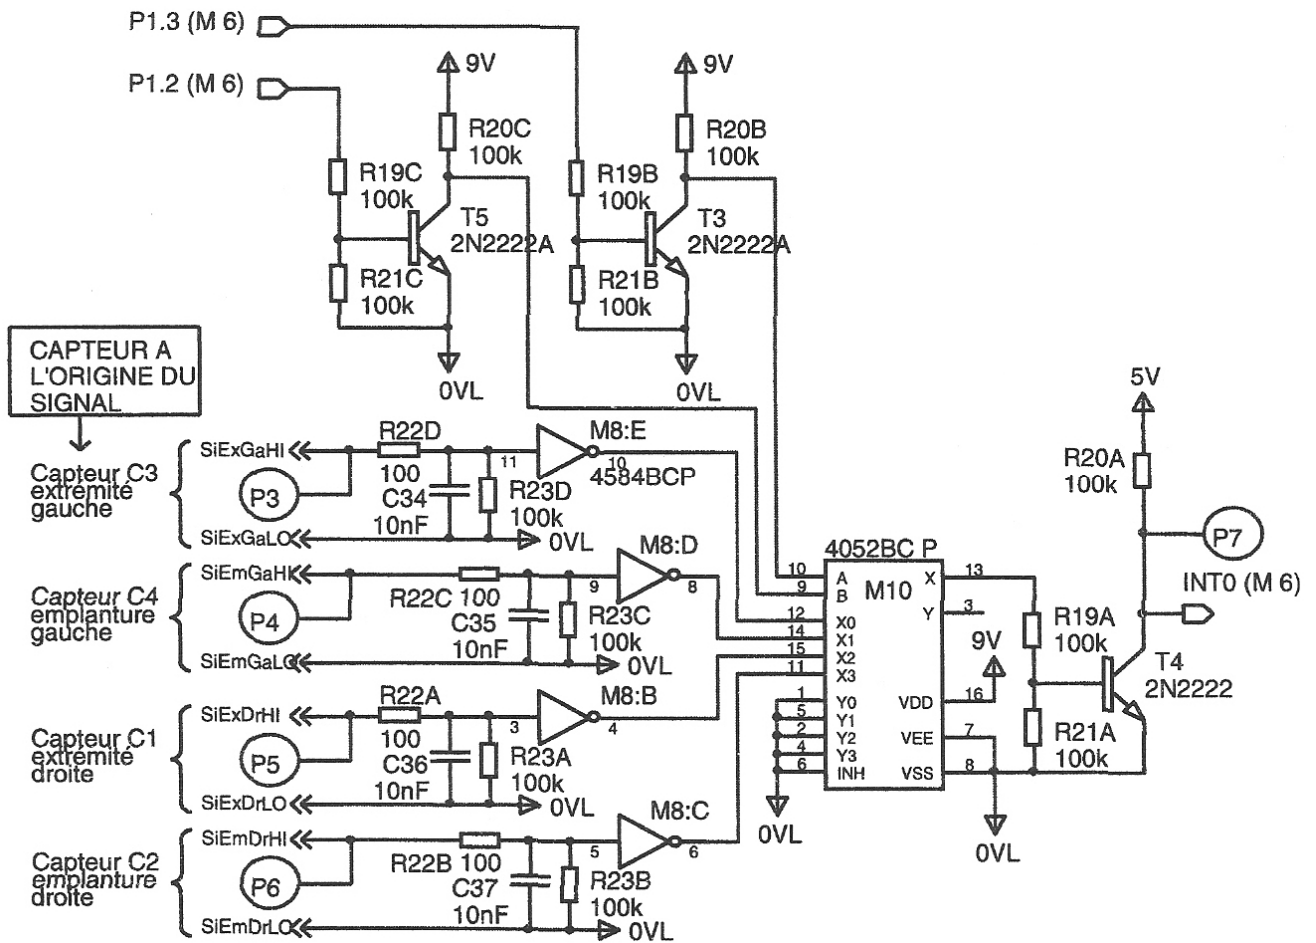 P1.3 (M 6)
P1.2 (M 6)
9V
9V
R20C
100k
R20B
100k
R19C
100k
R19B
100k
T5
2N2222A
T3
2N2222A
R21C
100k
R21B
100k
0VL
0VL
CAPTEUR A
L'ORIGINE DU
SIGNAL
5V
R20A
100k
P7
INT0 (M 6)
Capteur C3
extrémité
gauche
SiExGaHI
P3
SiExGaLO
R22D
100
C34
10nF
11
R23D
100k
0VL
M8:E
10
4584BCP
Capteur C4
emplanture
gauche
SiEmGaHI
P4
SiEmGaLO
R22C 100
C35
10nF
9
R23C
100k
0VL
M8:D
8
Capteur C1
extrémité
droite
SiExDrHI
P5
SiExDrLO
R22A
100
C36
10nF
3
R23A
100k
0VL
M8:B
4
Capteur C2
emplanture
droite
SiEmDrHI
P6
SiEmDrLO
R22B 100
C37
10nF
5
R23B
100k
0VL
M8:C
6
4052BC P
M10
10 A
9 B
12 X0
14 X1
15 X2
11 X3
1 Y0
5 Y1
2 Y2
4 Y3
6 INH
X 13
Y 3
VDD 16
VEE 7
VSS 8
9V
0VL
0VL
R19A
100k
R21A
100k
T4
2N2222